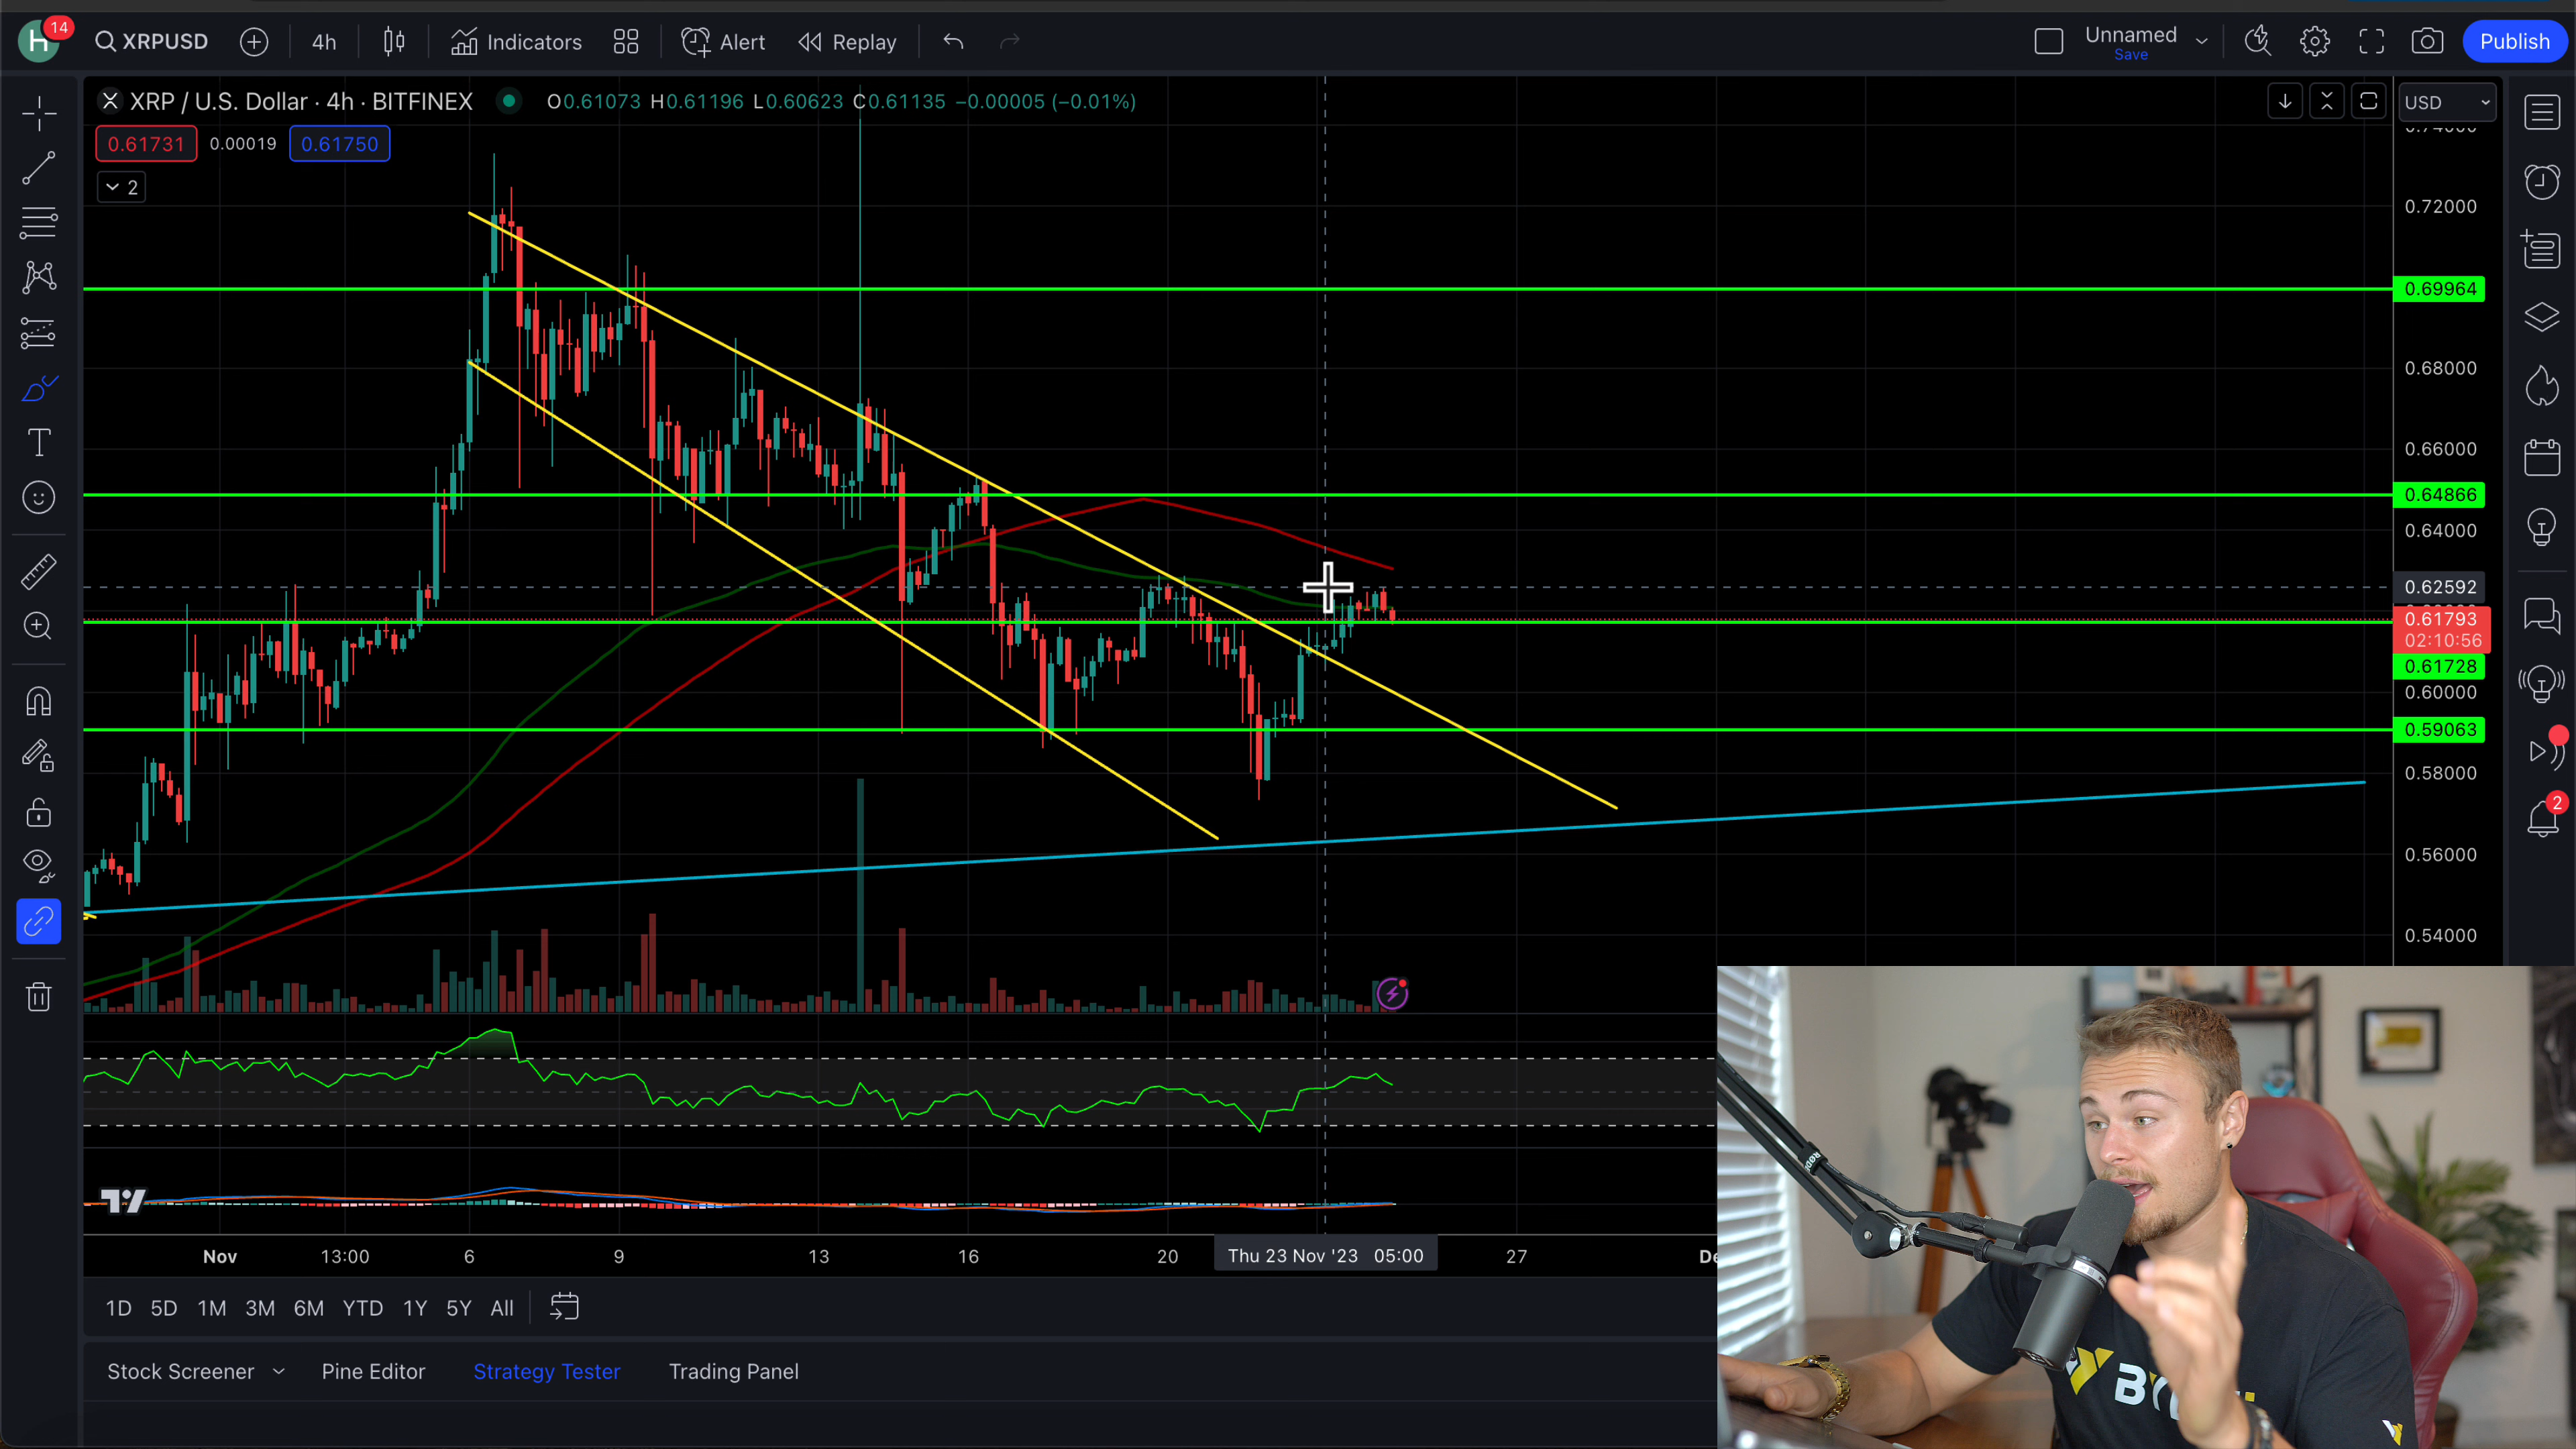 H 14 XRPUSD 4h Indicators Alert Replay Unnamed Publish
Save
XRP / U.S. Dollar · 4h · BITFINEX O0.61073 H0.61196 L0.60623 C0.61135 −0.00005 (−0.01%) USD
0.61731 0.00019 0.61750
2
0.72000
0.69964
0.68000
0.66000
0.64866
0.64000
0.62592
0.61793
02:10:56
0.61728
0.60000
0.59063
0.58000
2
0.56000
0.54000
Nov 13:00 6 9 13 16 20 Thu 23 Nov '23 05:00 27
1D 5D 1M 3M 6M YTD 1Y 5Y All
Stock Screener Pine Editor Strategy Tester Trading Panel
RØDE